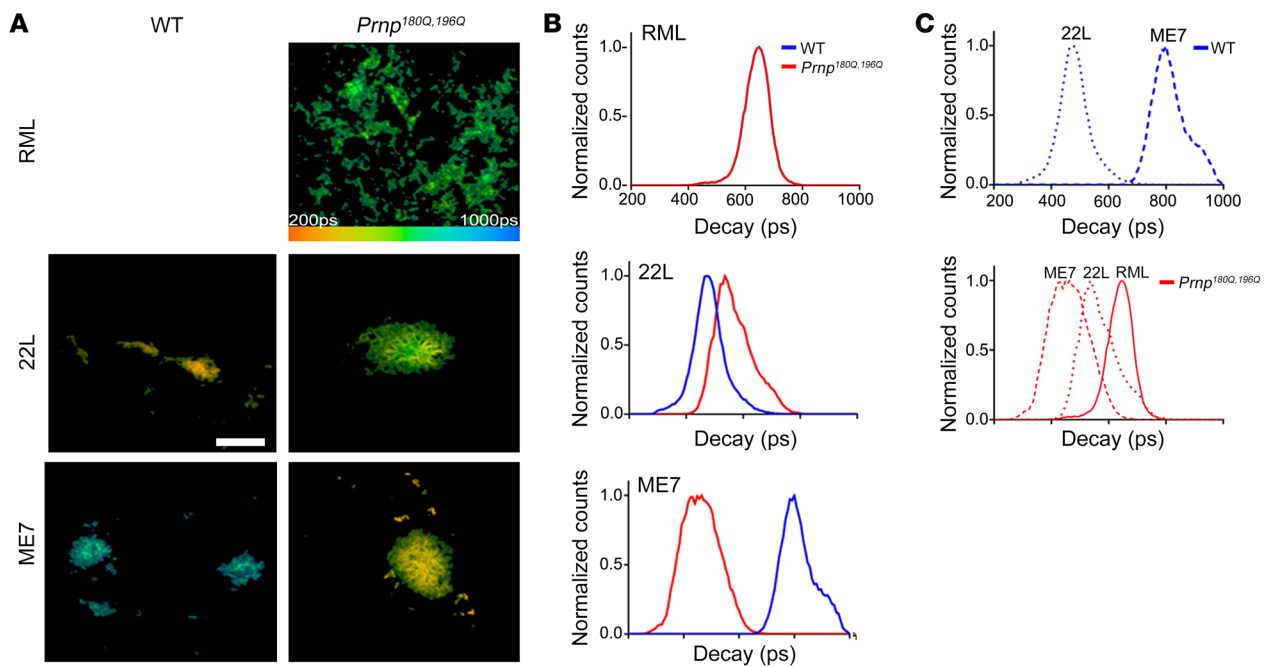 A
WT
Prnp180Q,196Q
RML
200ps
1000ps
22L
ME7
B
RML
WT
Prnp180Q,196Q
Normalized counts
1.0
0.5
0.0
200
400
600
800
1000
Decay (ps)
22L
Normalized counts
1.0
0.5
0.0
Decay (ps)
ME7
Normalized counts
1.0
0.5
0.0
Decay (ps)
C
22L
ME7
WT
Normalized counts
1.0
0.5
0.0
200
400
600
800
1000
Decay (ps)
ME7
22L
RML
Prnp180Q,196Q
Normalized counts
1.0
0.5
0.0
Decay (ps)